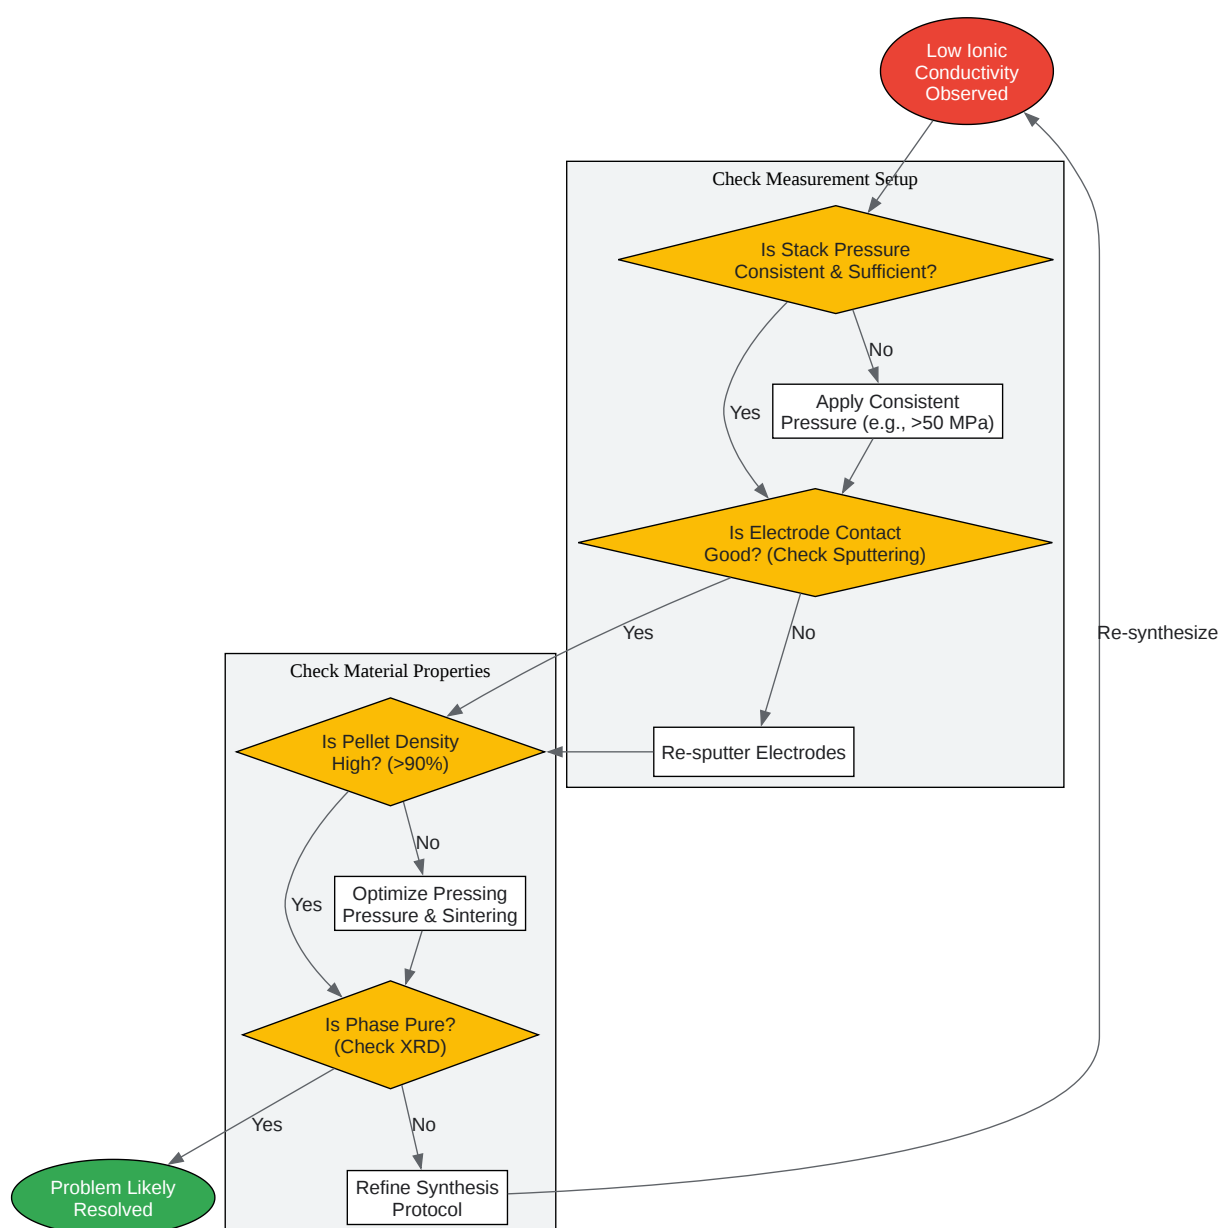 Low Ionic
Conductivity
Observed
Check Measurement Setup
Is Stack Pressure
Consistent & Sufficient?
No
Yes
Apply Consistent
Pressure (e.g., >50 MPa)
Is Electrode Contact
Good? (Check Sputtering)
Yes
No
Re-synthesize
Check Material Properties
Is Pellet Density
High? (>90%)
Re-sputter Electrodes
No
Yes
Optimize Pressing
Pressure & Sintering
Is Phase Pure?
(Check XRD)
Yes
No
Problem Likely
Resolved
Refine Synthesis
Protocol